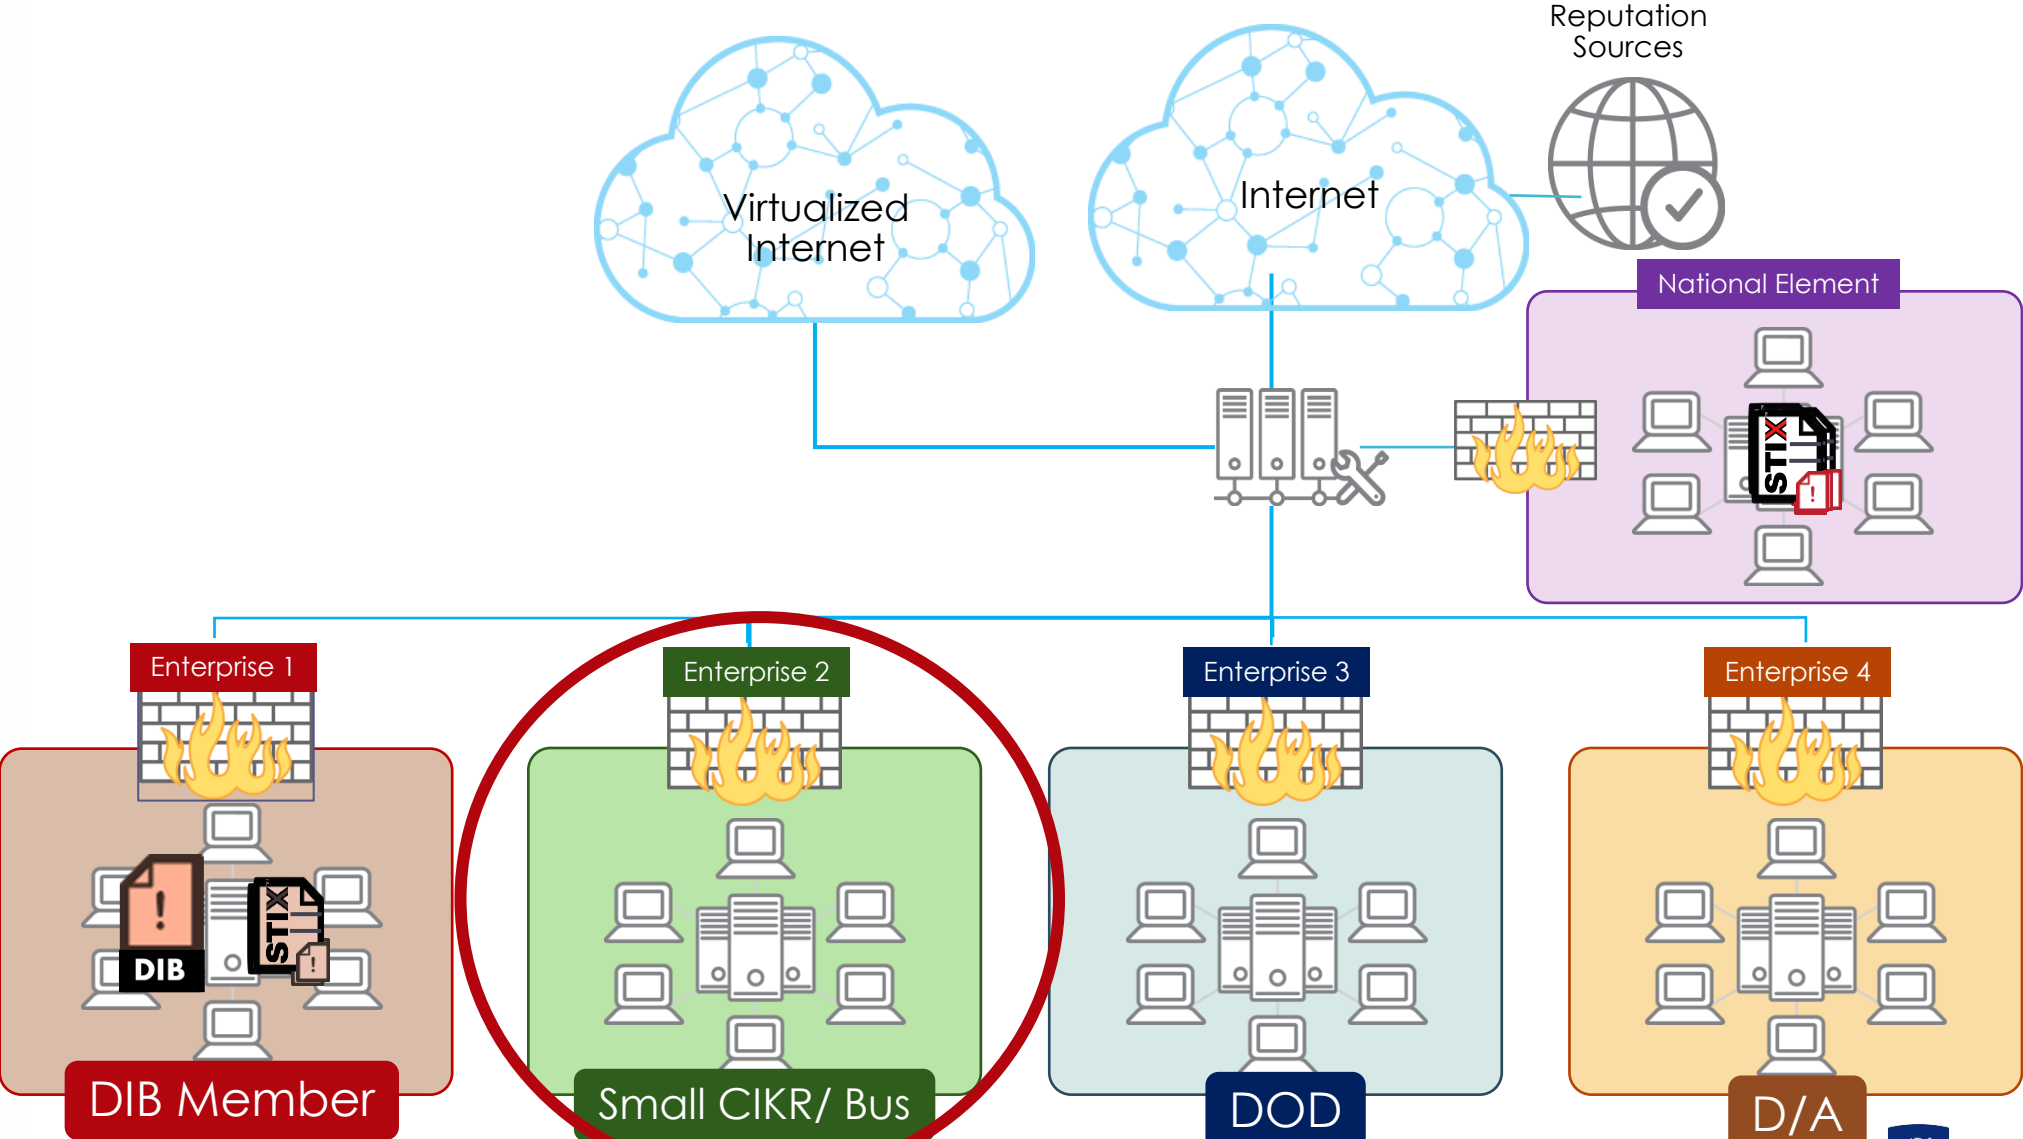 Reputation
Sources
Virtualized
Internet
Internet
National Element
STIX
!
Enterprise 1
Enterprise 2
Enterprise 3
Enterprise 4
!
DIB
STIX
!
DIB Member
Small CIKR/ Bus
DOD
D/A